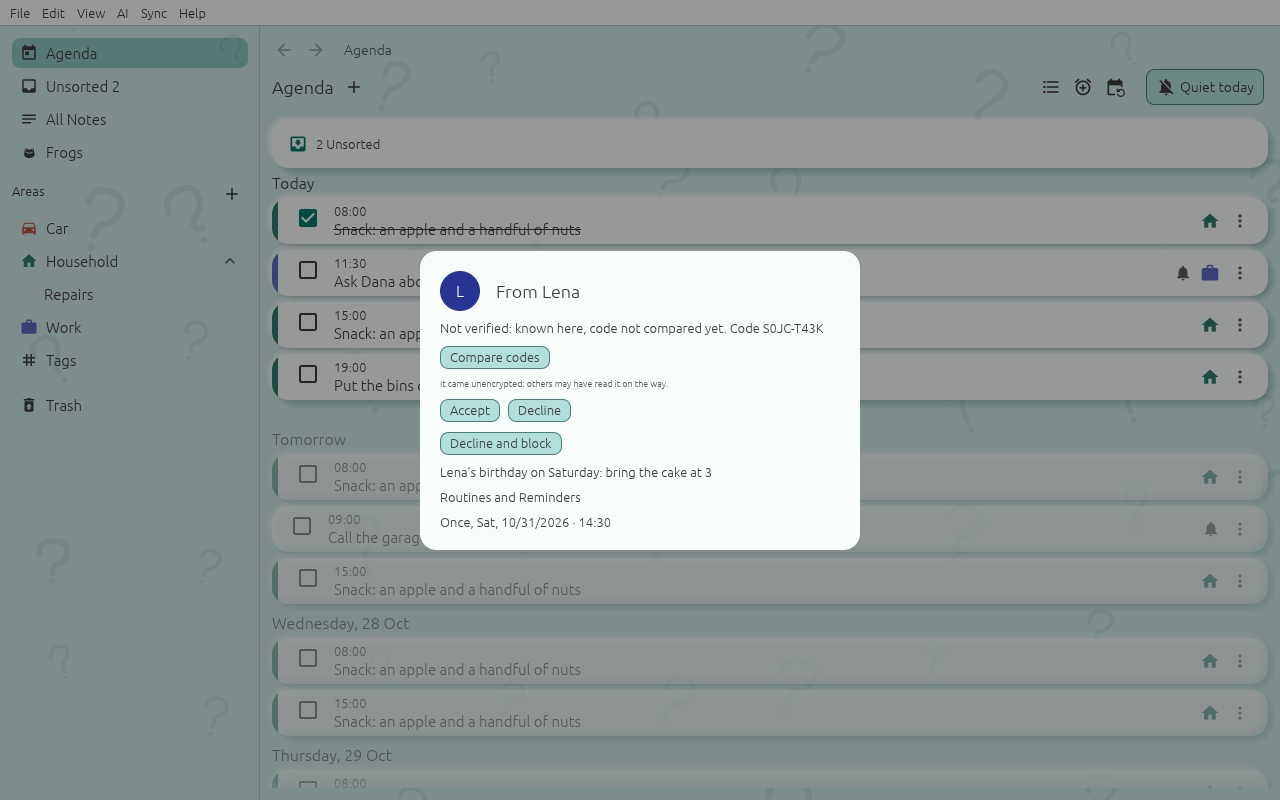 File Edit View AI Sync Help
Agenda
Unsorted 2
All Notes
Frogs
Areas
Car
Household
Repairs
Work
Tags
Trash
Agenda
Agenda
Quiet today
2 Unsorted
Today
08:00
Snack: an apple and a handful of nuts
11:30
Ask Dana abo
15:00
Snack: an app
19:00
Put the bins o
From Lena
L
Not verified: known here, code not compared yet. Code S0JC-T43K
Compare codes
It came unencrypted: others may have read it on the way.
Accept
Decline
Decline and block
Lena's birthday on Saturday: bring the cake at 3
Routines and Reminders
Once, Sat, 10/31/2026 · 14:30
Tomorrow
08:00
Snack: an app
09:00
Call the garag
15:00
Snack: an apple and a handful of nuts
Wednesday, 28 Oct
08:00
Snack: an apple and a handful of nuts
15:00
Snack: an apple and a handful of nuts
Thursday, 29 Oct
08:00